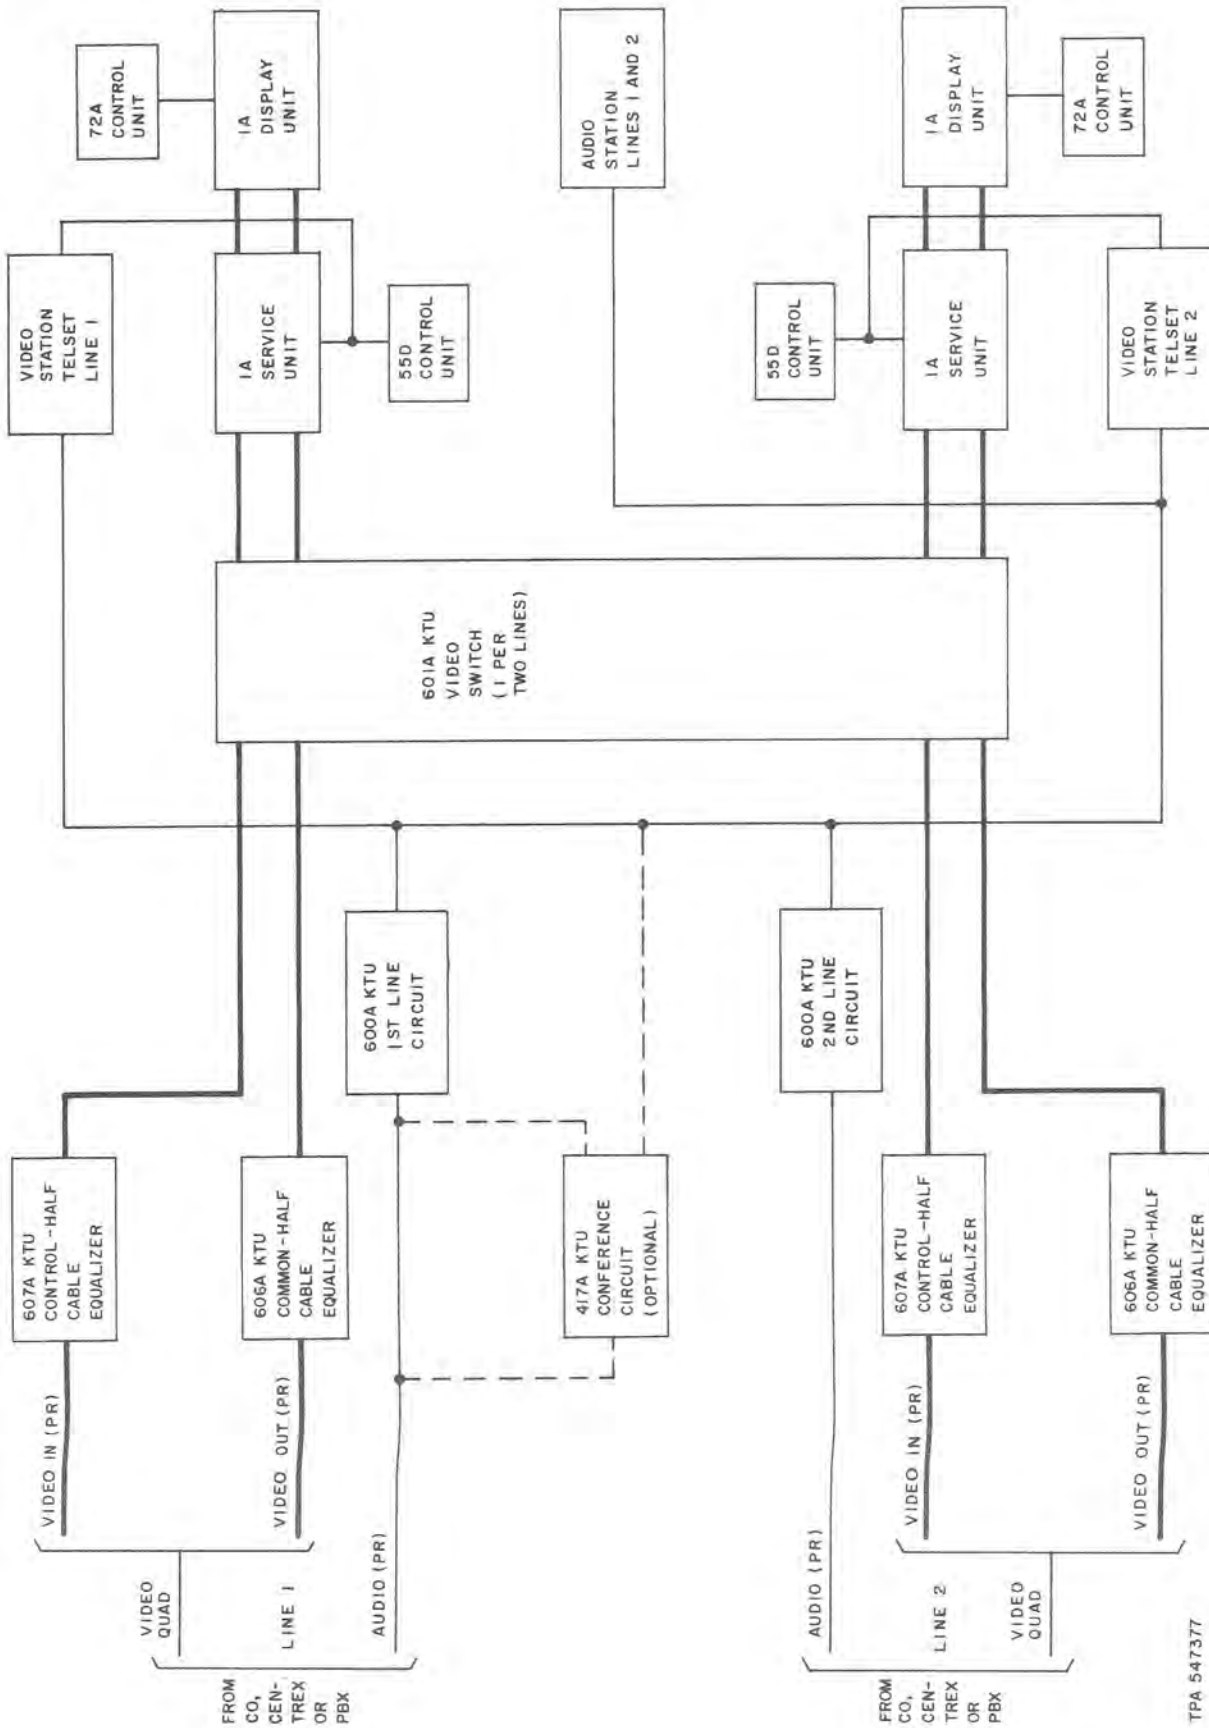 FROM
CO,
CEN-
TREX
OR
PBX
VIDEO
QUAD
LINE 1
AUDIO (PR)
VIDEO IN (PR)
VIDEO OUT (PR)
607A KTU
CONTROL-HALF
CABLE
EQUALIZER
606A KTU
COMMON-HALF
CABLE
EQUALIZER
600A KTU
1ST LINE
CIRCUIT
417A KTU
CONFERENCE
CIRCUIT
(OPTIONAL)
601A KTU
VIDEO
SWITCH
(1 PER
TWO LINES)
VIDEO
STATION
TELSET
LINE 1
1A
SERVICE
UNIT
55D
CONTROL
UNIT
72A
CONTROL
UNIT
1A
DISPLAY
UNIT
AUDIO
STATION
LINES 1 AND 2
FROM
CO,
CEN-
TREX
OR
PBX
AUDIO (PR)
LINE 2
VIDEO
QUAD
VIDEO IN (PR)
VIDEO OUT (PR)
600A KTU
2ND LINE
CIRCUIT
607A KTU
CONTROL-HALF
CABLE
EQUALIZER
606A KTU
COMMON-HALF
CABLE
EQUALIZER
55D
CONTROL
UNIT
1A
SERVICE
UNIT
VIDEO
STATION
TELSET
LINE 2
1A
DISPLAY
UNIT
72A
CONTROL
UNIT
TPA 547377